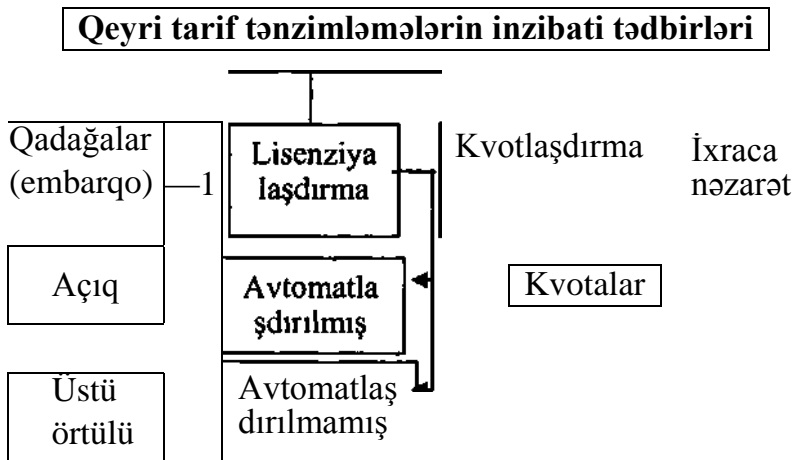 Qeyri tarif tənzimləmələrin inzibati tədbirləri
Qadağalar
(embarqo)
—1
Lisenziya
laşdırma
Kvotlaşdırma
İxraca
nəzarət
Açıq
Avtomatla
şdırılmış
Kvotalar
Üstü
örtülü
Avtomatlaş
dırılmamış